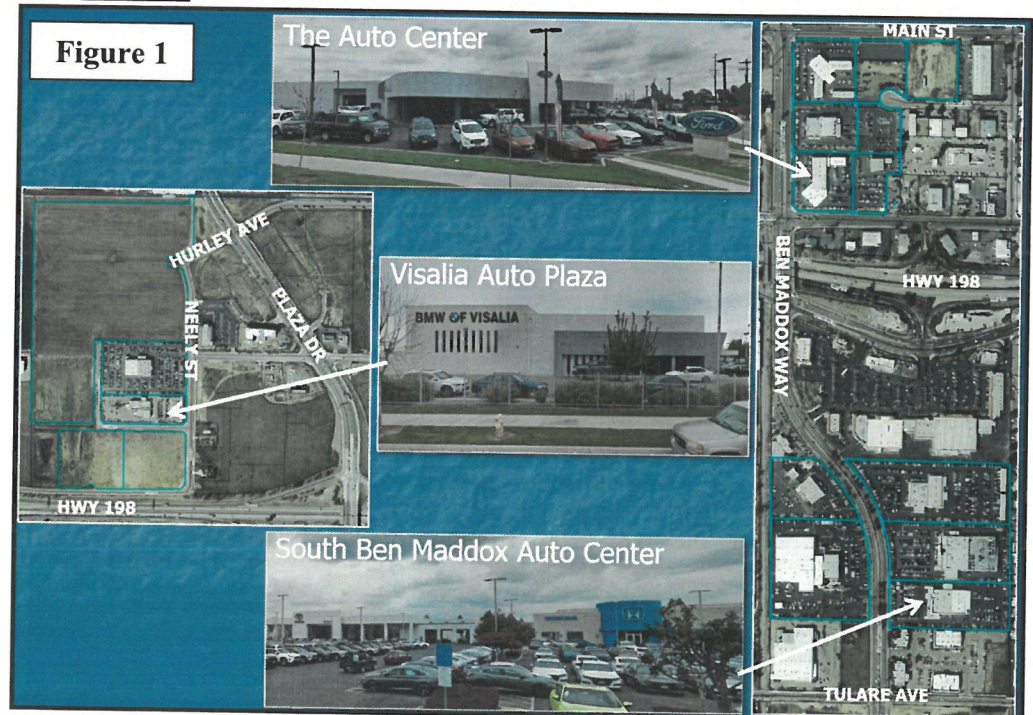 Figure 1
The Auto Center
Ford
MAIN ST
BEN MADDOX WAY
HWY 198
HURLEY AVE
NEELY ST
PLAZA DR
HWY 198
Visalia Auto Plaza
BMW OF VISALIA
South Ben Maddox Auto Center
TULARE AVE